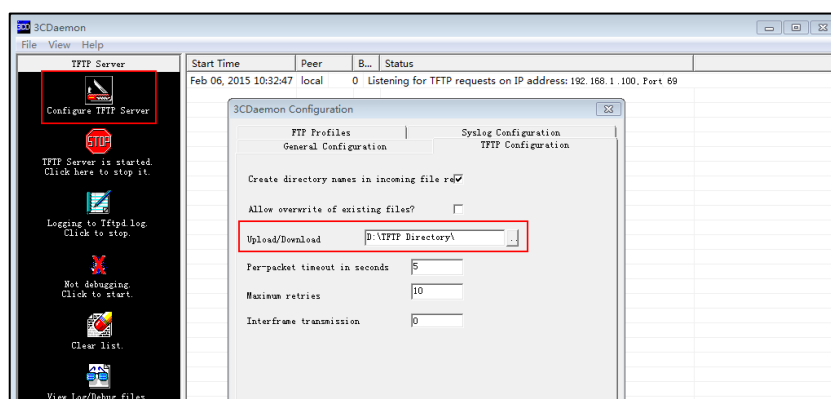 3CDaemon
File View Help
TFTP Server
Start Time Peer B... Status
Feb 06, 2015 10:32:47 local 0 Listening for TFTP requests on IP address: 192.168.1.100, Port 69
Configure TFTP Server
TFTP Server is started.
Click here to stop it.
Logging to Tftpd.log.
Click to stop.
Not debugging.
Click to start.
Clear list.
View Log/Debug files
3CDaemon Configuration
FTP Profiles Syslog Configuration
General Configuration TFTP Configuration
Create directory names in incoming file re
Allow overwrite of existing files?
Upload/Download D:\TFTP Directory\ ..
Per-packet timeout in seconds 5
Maximum retries 10
Interframe transmission 0